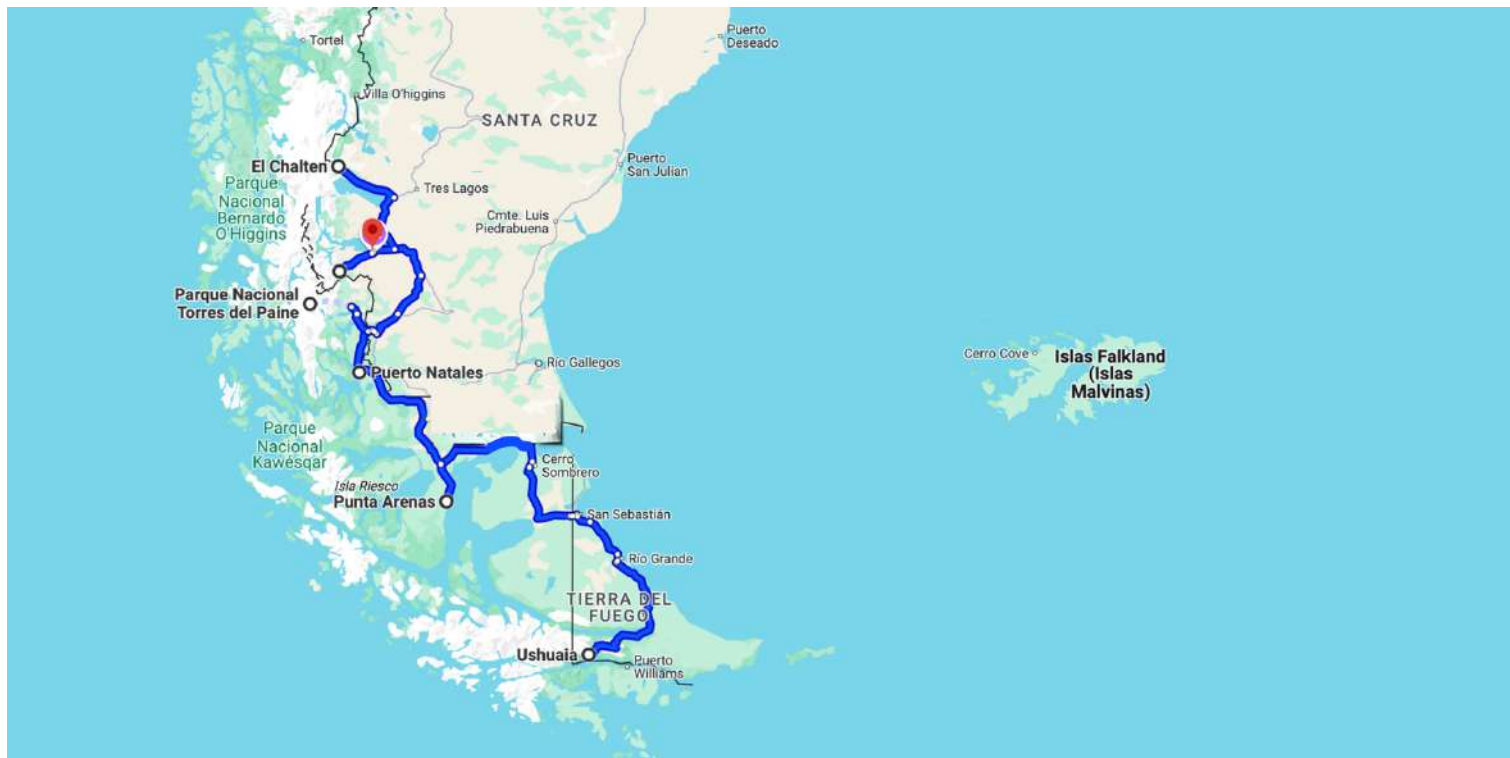 Tortel
Puerto
Deseado
Villa O'higgins
SANTA CRUZ
El Chalten
Puerto
San Julian
Parque
Nacional
Bernardo
O'Higgins
Tres Lagos
Cmte. Luis
Piedrabuena
Parque Nacional
Torres del Paine
Puerto Natales
Río Gallegos
Cerro Cove
Islas Falkland
(Islas
Malvinas)
Parque
Nacional
Kawésqar
Cerro
Sombrero
Isla Riesco
Punta Arenas
San Sebastián
Río Grande
TIERRA DEL
FUEGO
Ushuaia
Puerto
Williams